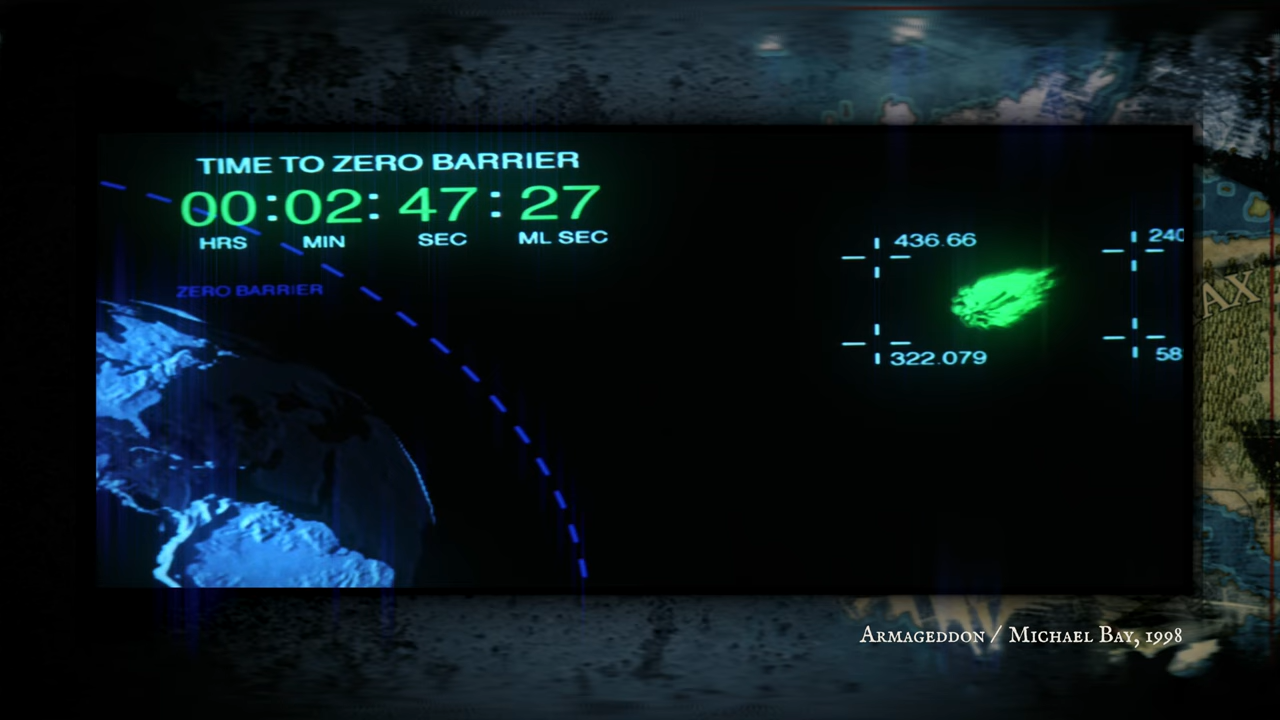 TIME TO ZERO BARRIER
00:02:47:27
HRS MIN SEC ML SEC
ZERO BARRIER
436.66
240
322.079
58
AX
Armageddon / Michael Bay, 1998